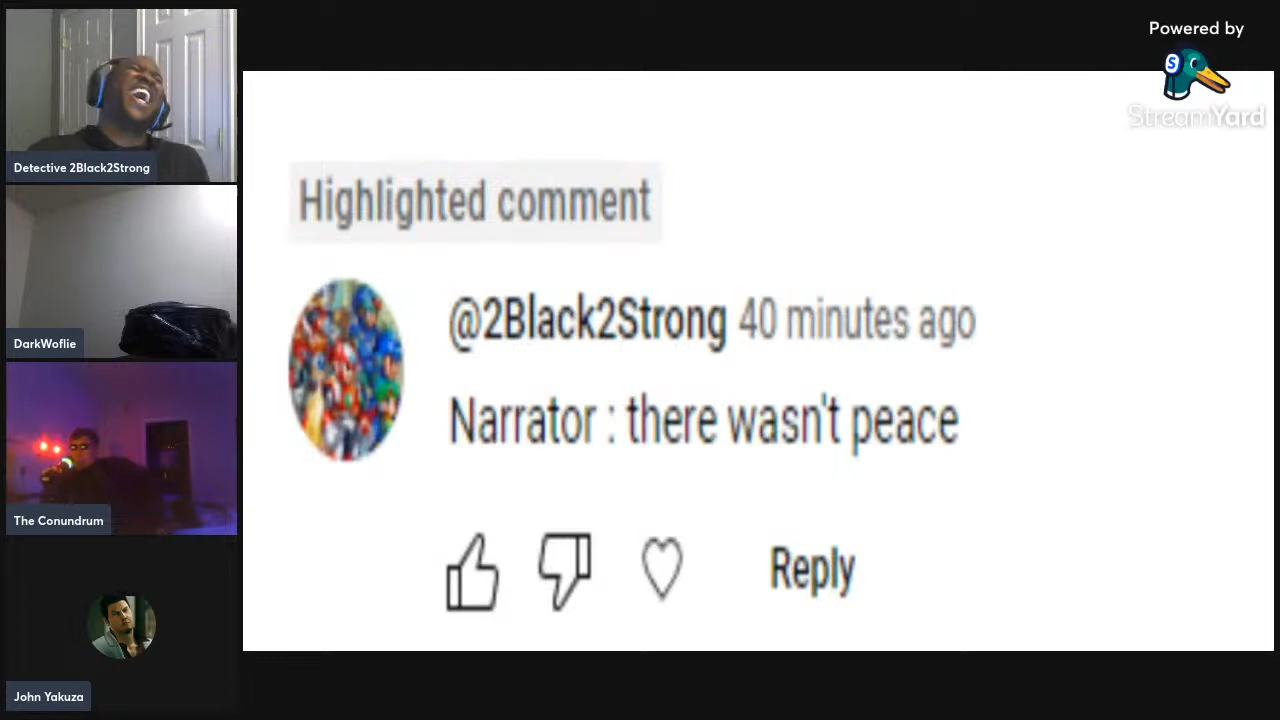 Powered by
StreamYard
Detective 2Black2Strong
DarkWoflie
The Conundrum
John Yakuza
Highlighted comment
@2Black2Strong 40 minutes ago
Narrator : there wasn't peace
Reply